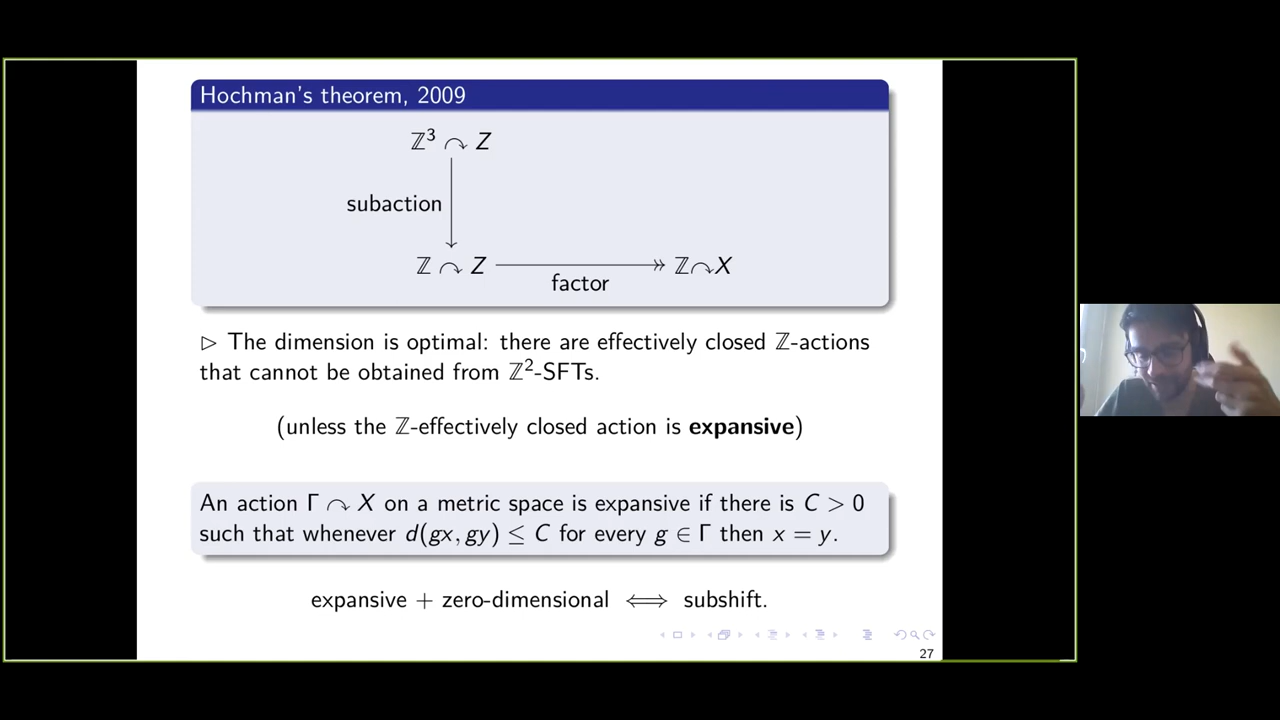 Hochman's theorem, 2009
ℤ³ ↷ Z
subaction
ℤ ↷ Z ↠ ℤ↷X
factor
▷ The dimension is optimal: there are effectively closed ℤ-actions
that cannot be obtained from ℤ²-SFTs.
(unless the ℤ-effectively closed action is expansive)
An action Γ ↷ X on a metric space is expansive if there is C > 0
such that whenever d(gx, gy) ≤ C for every g ∈ Γ then x = y.
expansive + zero-dimensional ⟺ subshift.
27